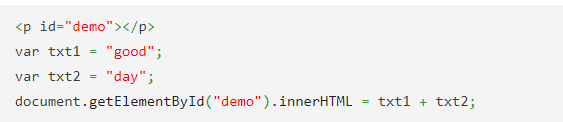 <p id="demo"></p>
var txt1 = "good";
var txt2 = "day";
document.getElementById("demo").innerHTML = txt1 + txt2;